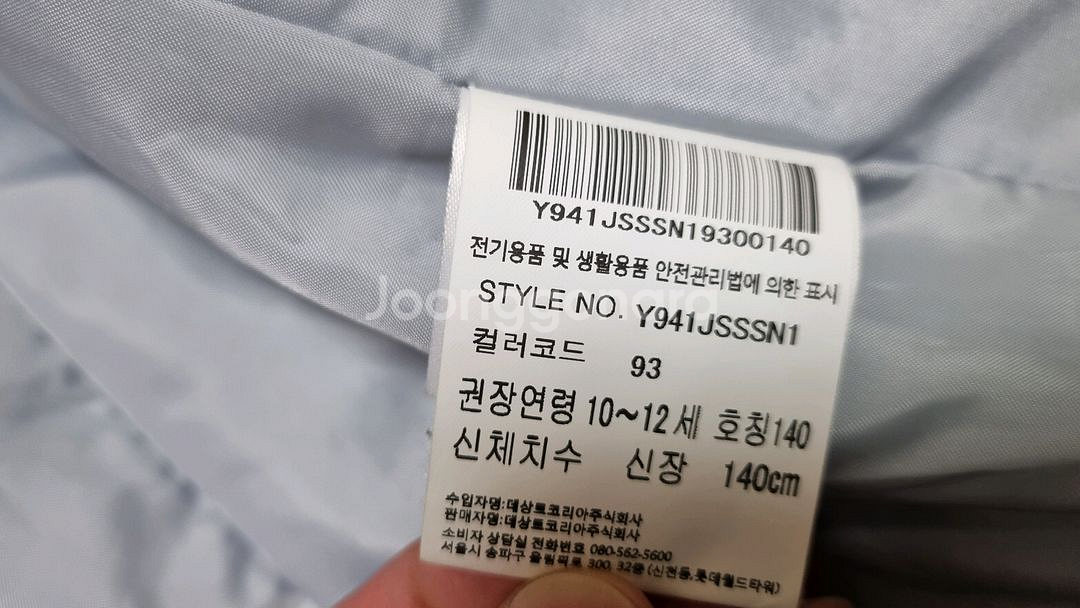 Y941JSSSN19300140
전기용품 및 생활용품 안전관리법에 의한 표시
STYLE NO. Y941JSSSN1
컬러코드 93
권장연령 10~12세 호칭140
신체치수 신장 140cm
수입자명:데상트코리아주식회사
판매자명:데상트코리아주식회사
소비자 상담실 전화번호 080-562-5600
서울시 송파구 올림픽로 300, 32층 (신천동,롯데월드타워)
Joonggonara